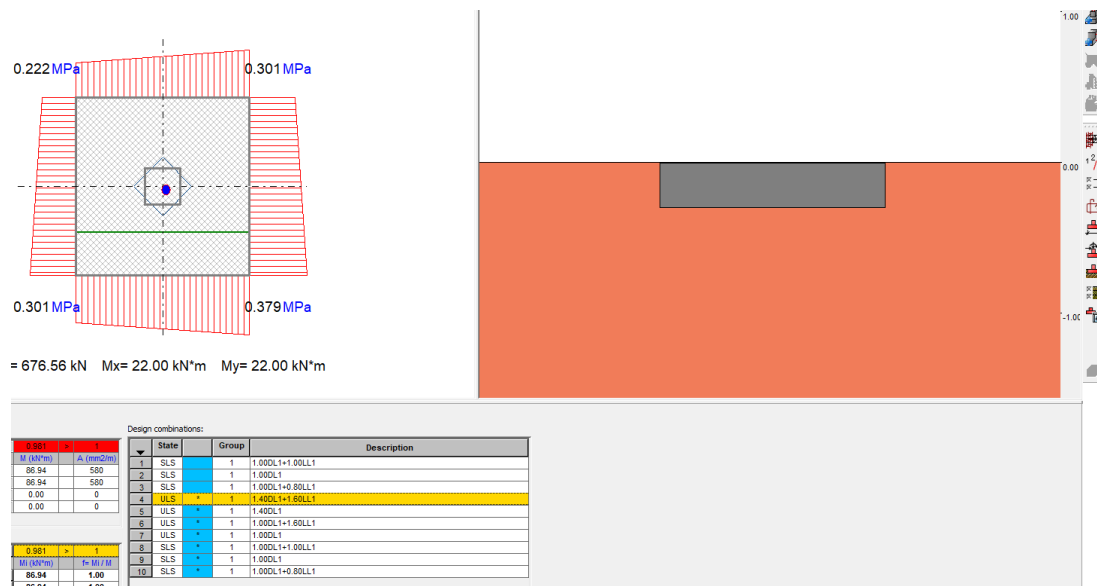 1.00
0.222 MPa 0.301 MPa
0.00
0.301 MPa 0.379 MPa
-1.00
= 676.56 kN Mx= 22.00 kN*m My= 22.00 kN*m
Design combinations:
0.981 > 1
State Group Description
M (kN*m) A (mm2/m)
86.94 580
86.94 580
0.00 0
0.00 0
1 SLS 1 1.00DL1+1.00LL1
2 SLS 1 1.00DL1
3 SLS 1 1.00DL1+0.80LL1
4 ULS * 1 1.40DL1+1.60LL1
5 ULS * 1 1.40DL1
6 ULS * 1 1.00DL1+1.60LL1
7 ULS * 1 1.00DL1
8 SLS * 1 1.00DL1+1.00LL1
9 SLS * 1 1.00DL1
10 SLS * 1 1.00DL1+0.80LL1
0.981 > 1
Mi (kN*m) f= Mi / M
86.94 1.00